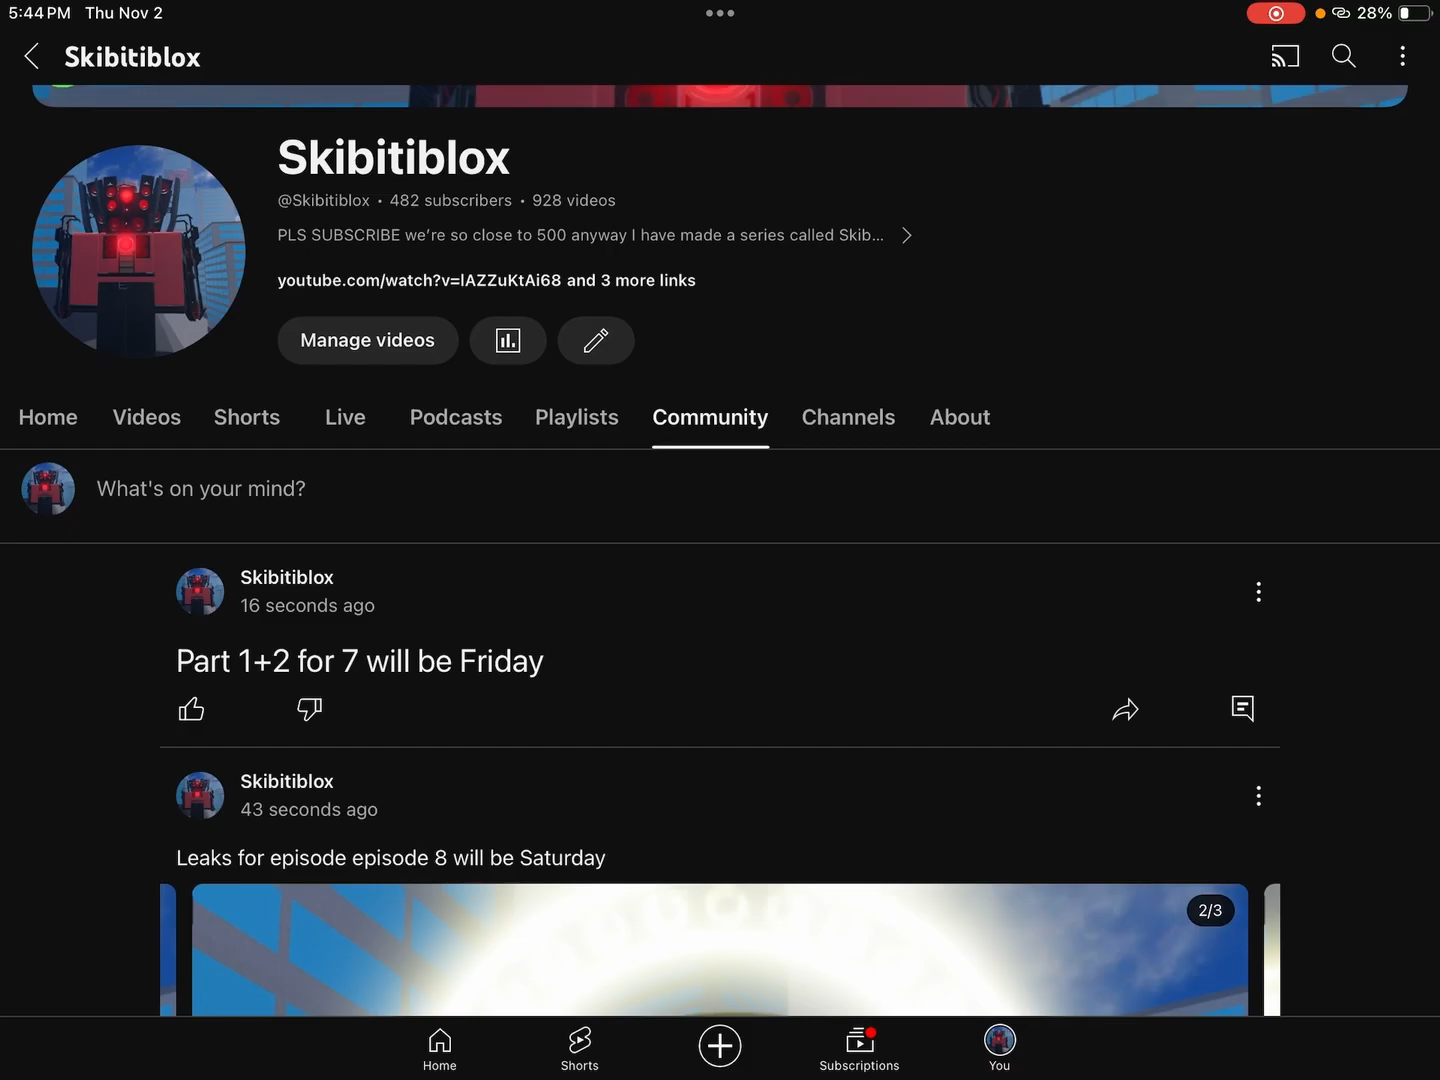 5:44 PM Thu Nov 2
28%
Skibitiblox
Skibitiblox
@Skibitiblox • 482 subscribers • 928 videos
PLS SUBSCRIBE we’re so close to 500 anyway I have made a series called Skib...
youtube.com/watch?v=lAZZuKtAi68 and 3 more links
Manage videos
Home Videos Shorts Live Podcasts Playlists Community Channels About
What's on your mind?
Skibitiblox
16 seconds ago
Part 1+2 for 7 will be Friday
Skibitiblox
43 seconds ago
Leaks for episode episode 8 will be Saturday
2/3
Home Shorts Subscriptions You